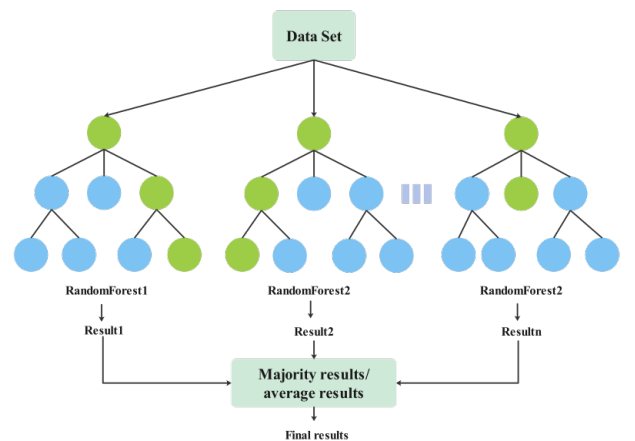 Data Set
RandomForest1
RandomForest2
RandomForest2
Result1
Result2
Resultn
Majority results/
average results
Final results